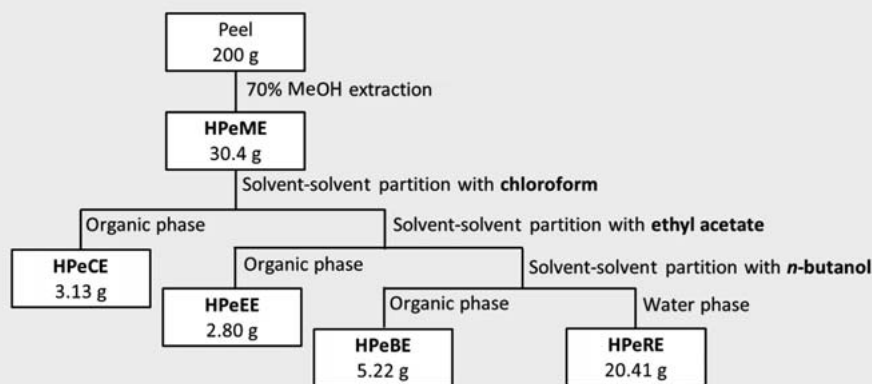 Peel
200 g
70% MeOH extraction
HPeME
30.4 g
Solvent-solvent partition with chloroform
Organic phase
Solvent-solvent partition with ethyl acetate
HPeCE
3.13 g
Organic phase
Solvent-solvent partition with n-butanol
HPeEE
2.80 g
Organic phase
Water phase
HPeBE
5.22 g
HPeRE
20.41 g